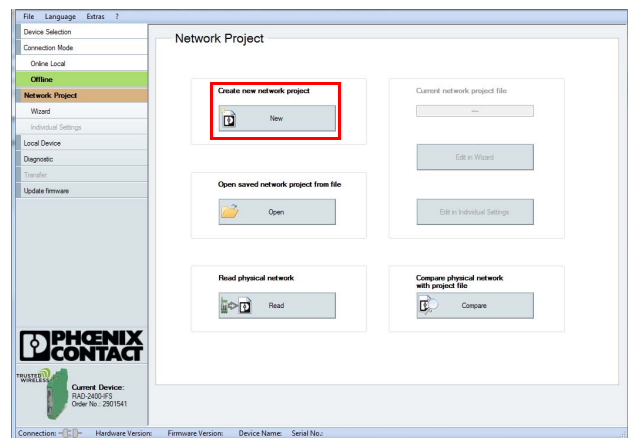 File Language Extras ?
Device Selection
Connection Mode
Online Local
Offline
Network Project
Wizard
Individual Settings
Local Device
Diagnostic
Transfer
Update firmware
Network Project
Create new network project
New
Current network project file
---
Edit in Wizard
Open saved network project from file
Open
Edit in Individual Settings
Read physical network
Read
Compare physical network
with project file
Compare
PHŒNIX
CONTACT
TRUSTED
WIRELESS
Current Device:
RAD-2400-IFS
Order No.: 2901541
Connection: Hardware Version: Firmware Version: Device Name: Serial No.: